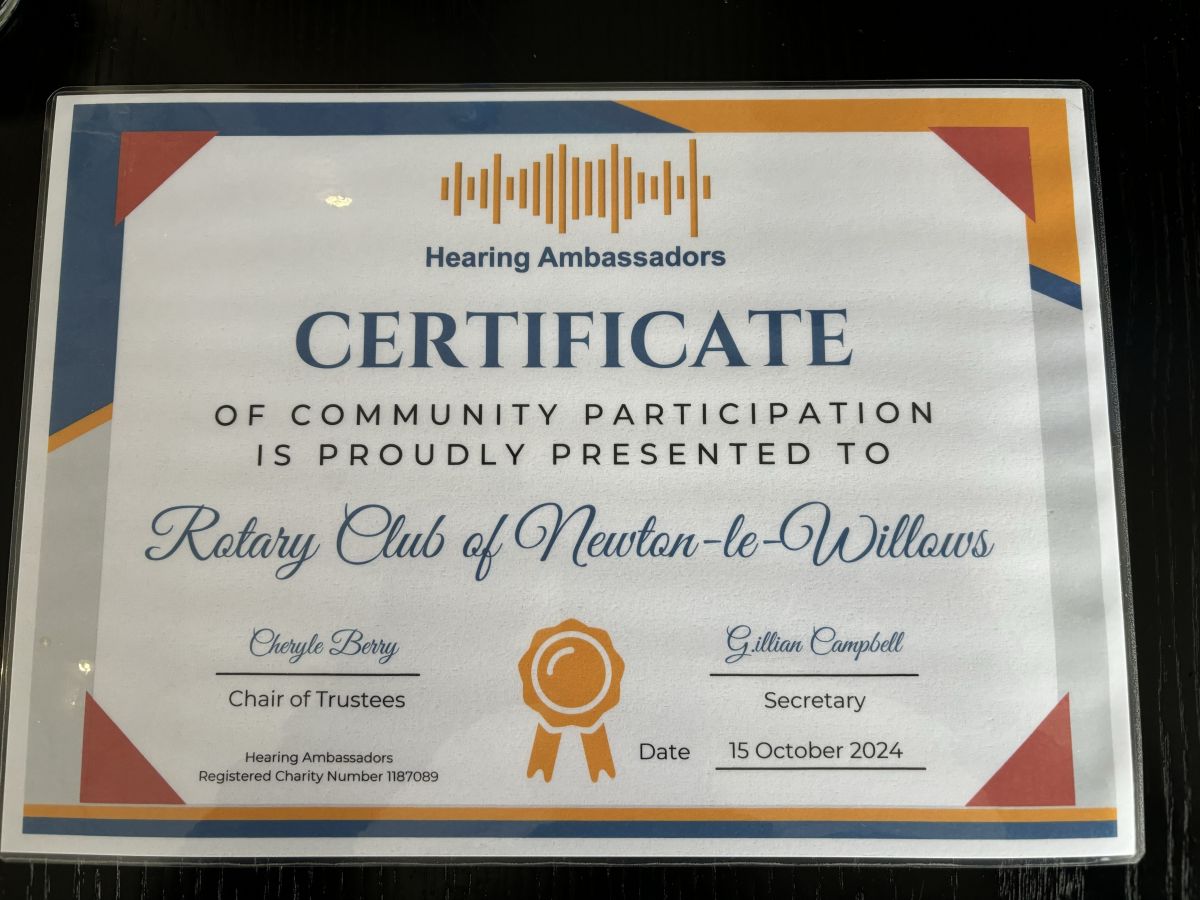 Hearing Ambassadors
CERTIFICATE
OF COMMUNITY PARTICIPATION
IS PROUDLY PRESENTED TO
Rotary Club of Newton-le-Willows
Cheryle Berry
Chair of Trustees
G.illian Campbell
Secretary
Hearing Ambassadors
Registered Charity Number 1187089
Date 15 October 2024